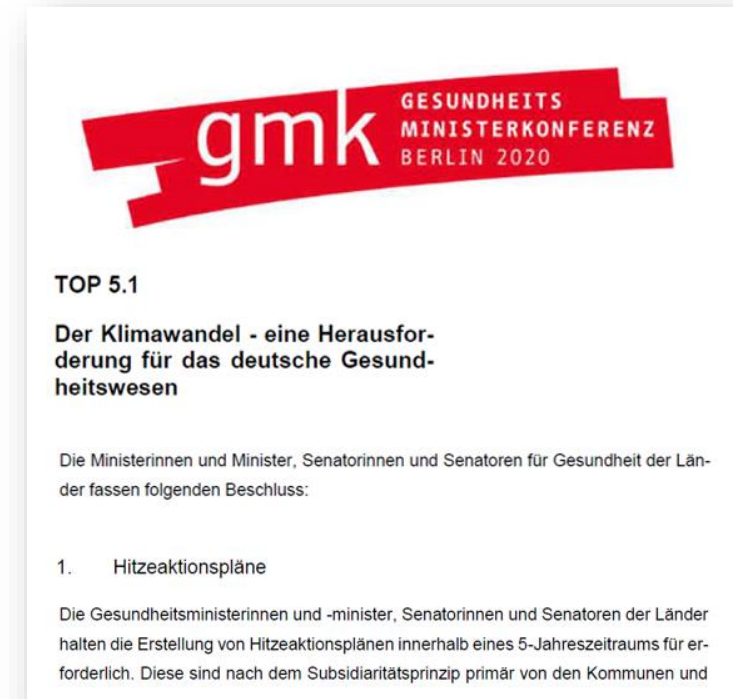 gmk
GESUNDHEITS
MINISTERKONFERENZ
BERLIN 2020
TOP 5.1
Der Klimawandel - eine Herausfor-
derung für das deutsche Gesund-
heitswesen
Die Ministerinnen und Minister, Senatorinnen und Senatoren für Gesundheit der Län-
der fassen folgenden Beschluss:
1. Hitzeaktionspläne
Die Gesundheitsministerinnen und -minister, Senatorinnen und Senatoren der Länder
halten die Erstellung von Hitzeaktionsplänen innerhalb eines 5-Jahreszeitraums für er-
forderlich. Diese sind nach dem Subsidiaritätsprinzip primär von den Kommunen und